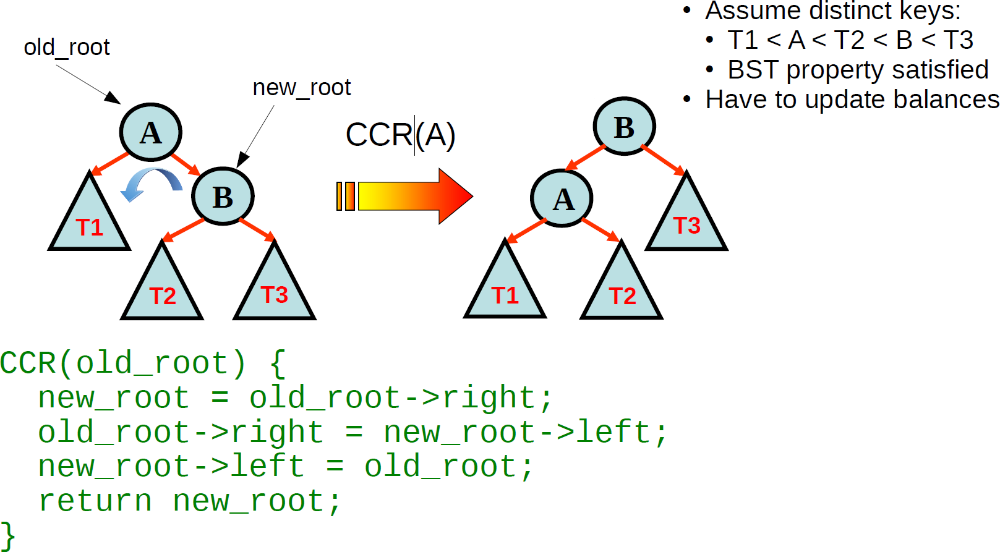 • Assume distinct keys:
• T1 < A < T2 < B < T3
• BST property satisfied
• Have to update balances
old_root
new_root
A
B
T1
T2
T3
CCR(A)
B
A
T3
T1
T2
CCR(old_root) {
new_root = old_root->right;
old_root->right = new_root->left;
new_root->left = old_root;
return new_root;
}